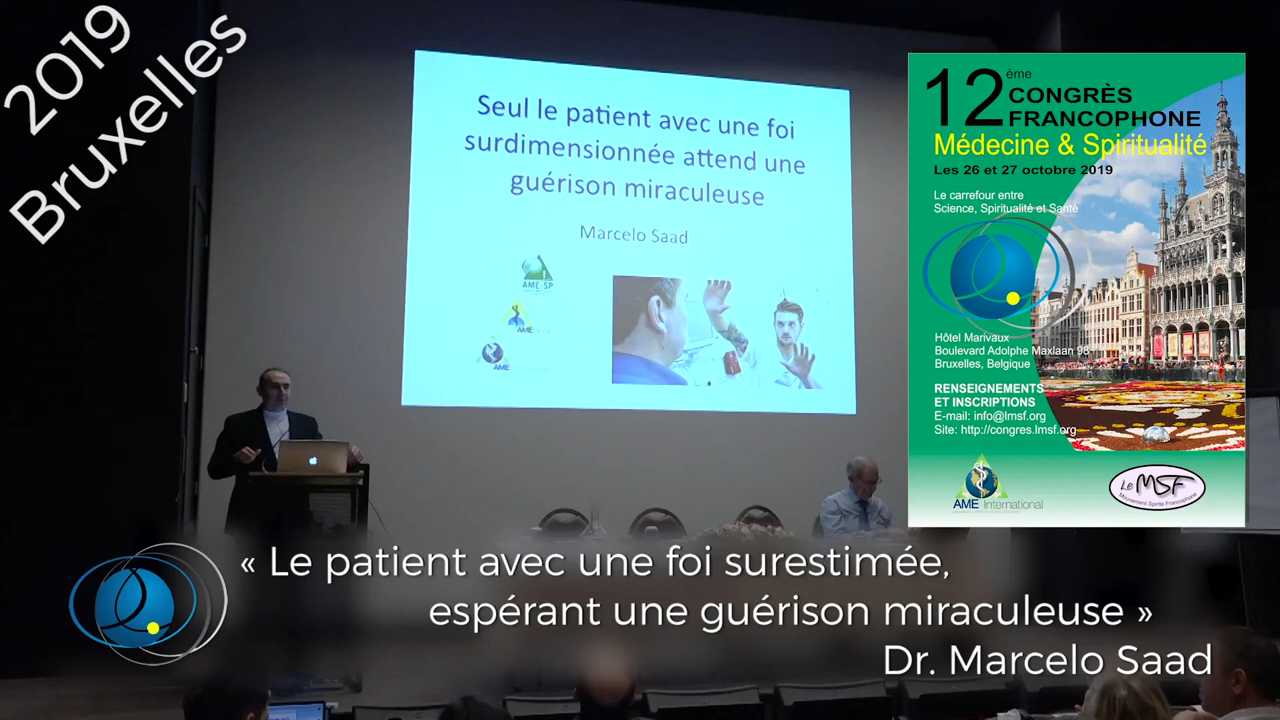 2019
Bruxelles
Seul le patient avec une foi
surdimensionnée attend une
guérison miraculeuse
Marcelo Saad
AME-SP
AME
AME
12ème CONGRÈS
FRANCOPHONE
Médecine & Spiritualité
Les 26 et 27 octobre 2019
Le carrefour entre
Science, Spiritualité et Santé
Hôtel Marivaux
Boulevard Adolphe Maxlaan 98
Bruxelles, Belgique
RENSEIGNEMENTS
ET INSCRIPTIONS
E-mail: info@lmsf.org
Site: http://congres.lmsf.org
AME International
Le MSF
Mouvement Spirite Francophone
« Le patient avec une foi surestimée,
espérant une guérison miraculeuse »
Dr. Marcelo Saad